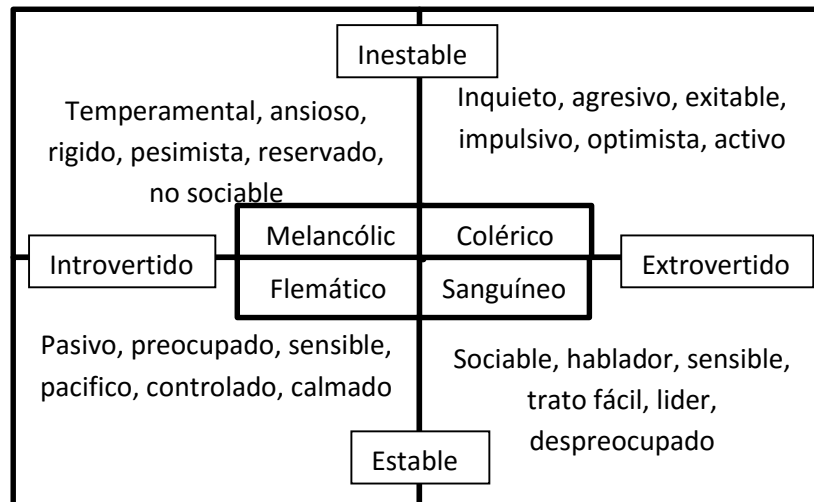 Inestable
Temperamental, ansioso,
rigido, pesimista, reservado,
no sociable
Inquieto, agresivo, exitable,
impulsivo, optimista, activo
Melancólic
Colérico
Introvertido
Extrovertido
Flemático
Sanguíneo
Pasivo, preocupado, sensible,
pacifico, controlado, calmado
Sociable, hablador, sensible,
trato fácil, lider,
despreocupado
Estable